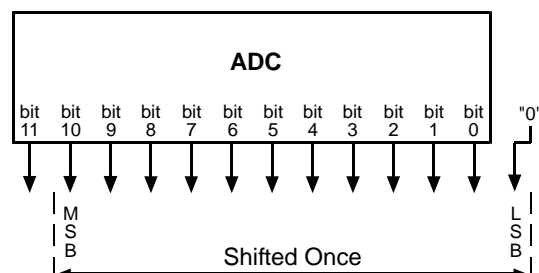 ADC
bit bit bit bit bit bit bit bit bit bit bit bit "0'
11 10 9 8 7 6 5 4 3 2 1 0
M L
S S
B B
Shifted Once